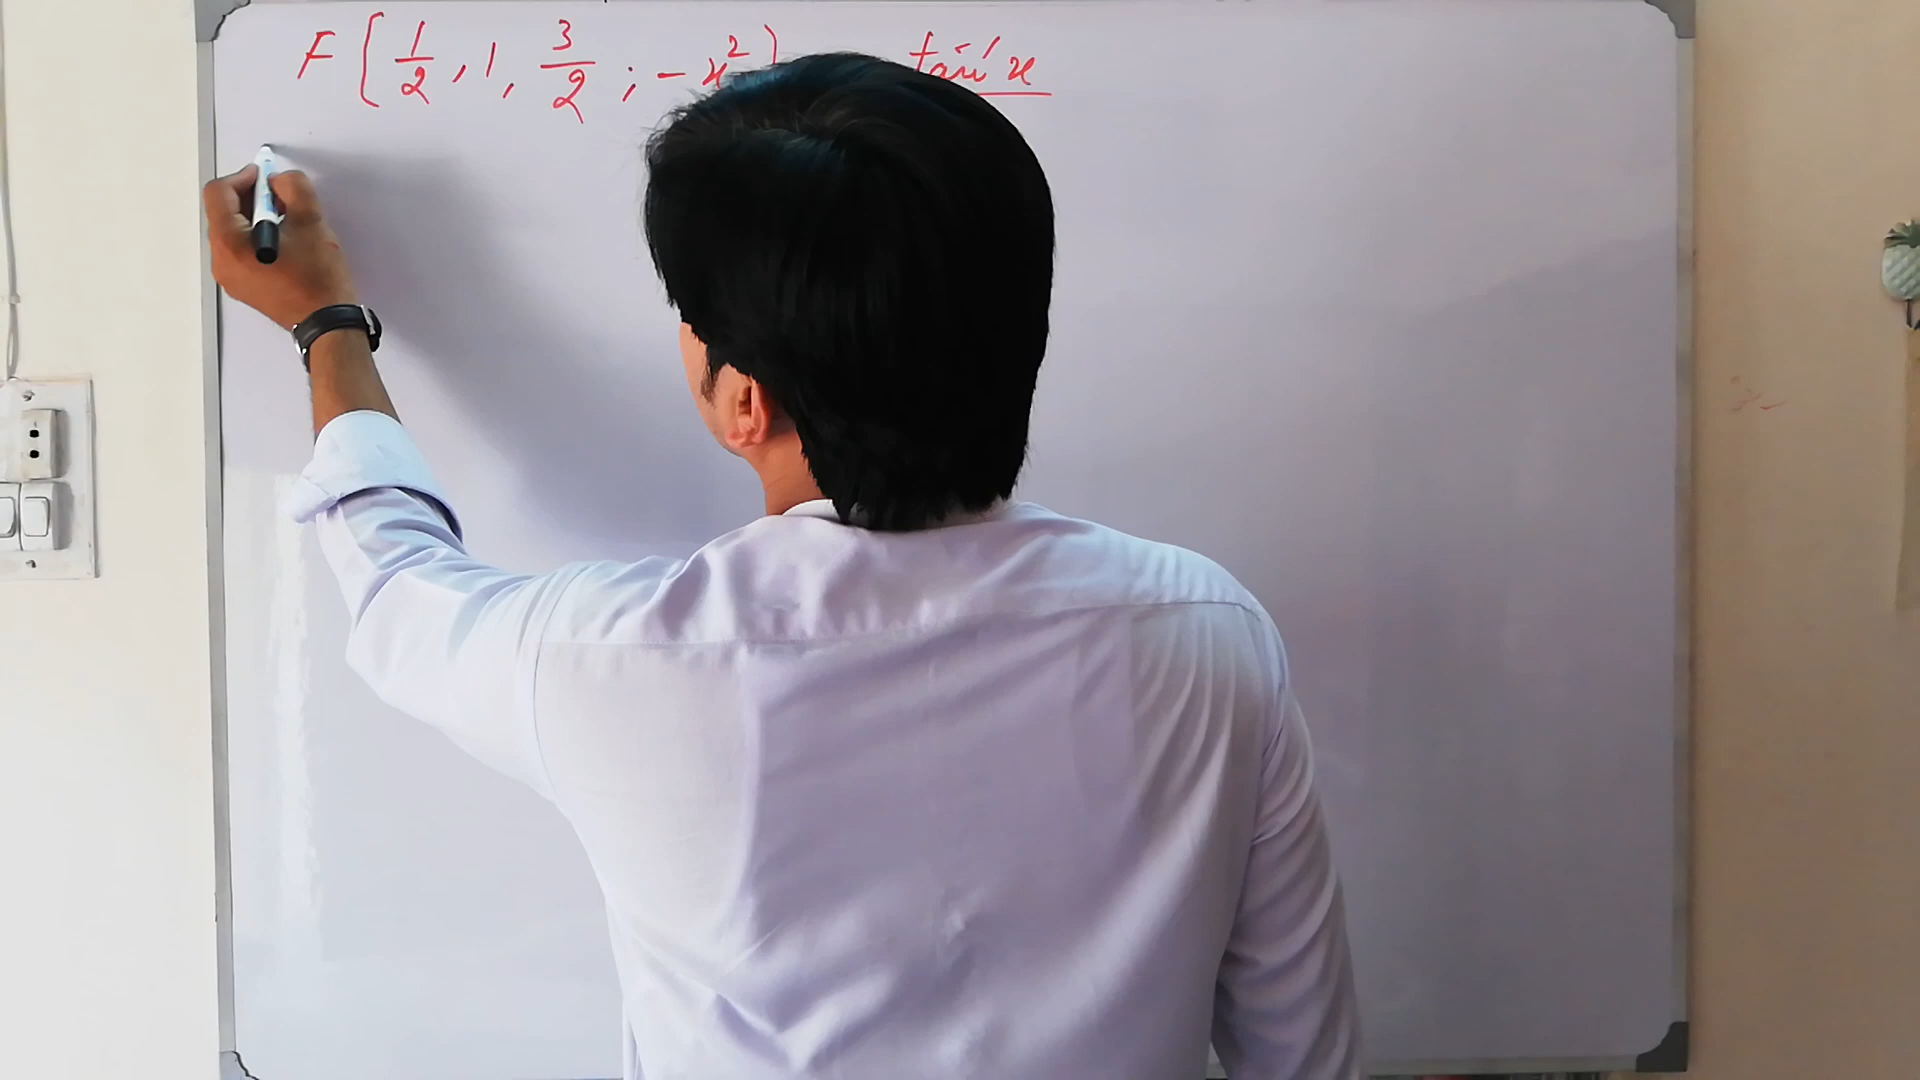 F[1/2, 1, 3/2; -x²) tan⁻¹x